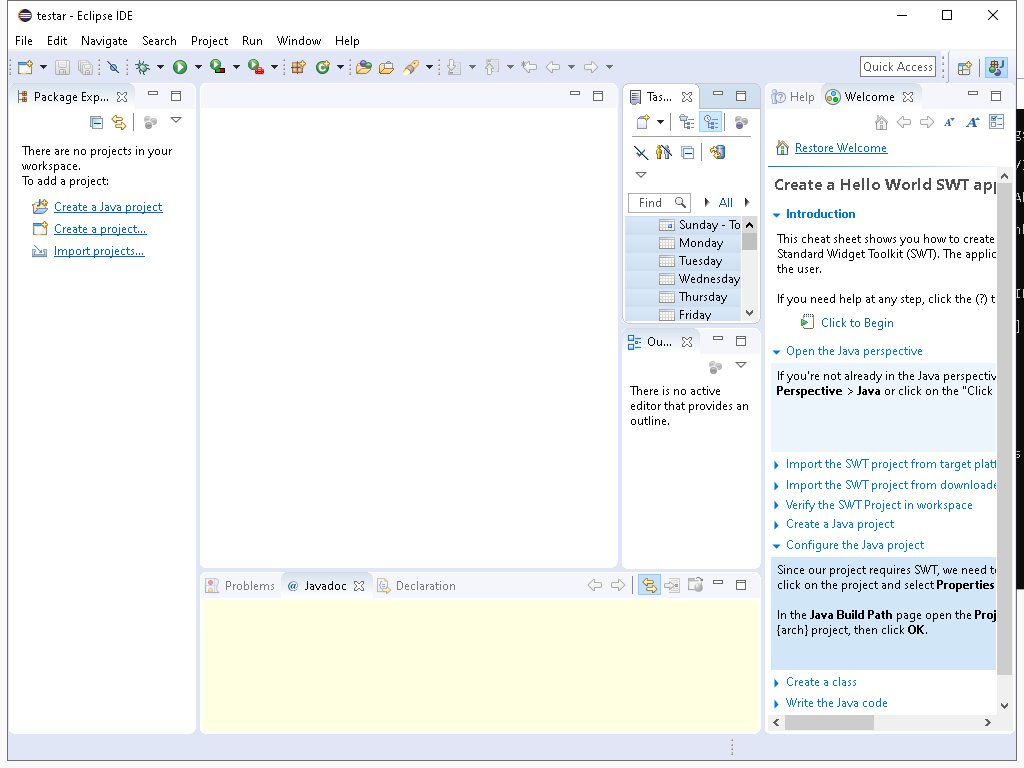 testar - Eclipse IDE
File Edit Navigate Search Project Run Window Help
Quick Access
Package Exp...
There are no projects in your
workspace.
To add a project:
Create a Java project
Create a project...
Import projects...
Tas...
Find
All
Sunday - To
Monday
Tuesday
Wednesday
Thursday
Friday
Ou...
There is no active
editor that provides an
outline.
Help Welcome
Restore Welcome
Create a Hello World SWT app
Introduction
This cheat sheet shows you how to create
Standard Widget Toolkit (SWT). The applic
the user.
If you need help at any step, click the (?) t
Click to Begin
Open the Java perspective
If you're not already in the Java perspectiv
Perspective > Java or click on the "Click
Import the SWT project from target platf
Import the SWT project from downloade
Verify the SWT Project in workspace
Create a Java project
Configure the Java project
Since our project requires SWT, we need to
click on the project and select Properties
In the Java Build Path page open the Proj
{arch} project, then click OK.
Create a class
Write the Java code
Problems @ Javadoc Declaration